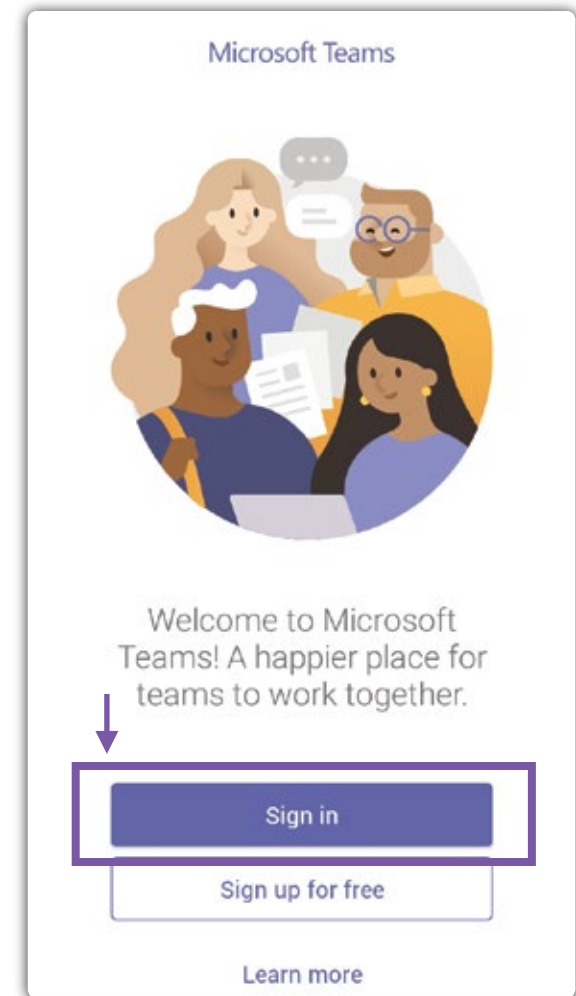 Microsoft Teams
Welcome to Microsoft
Teams! A happier place for
teams to work together.
Sign in
Sign up for free
Learn more